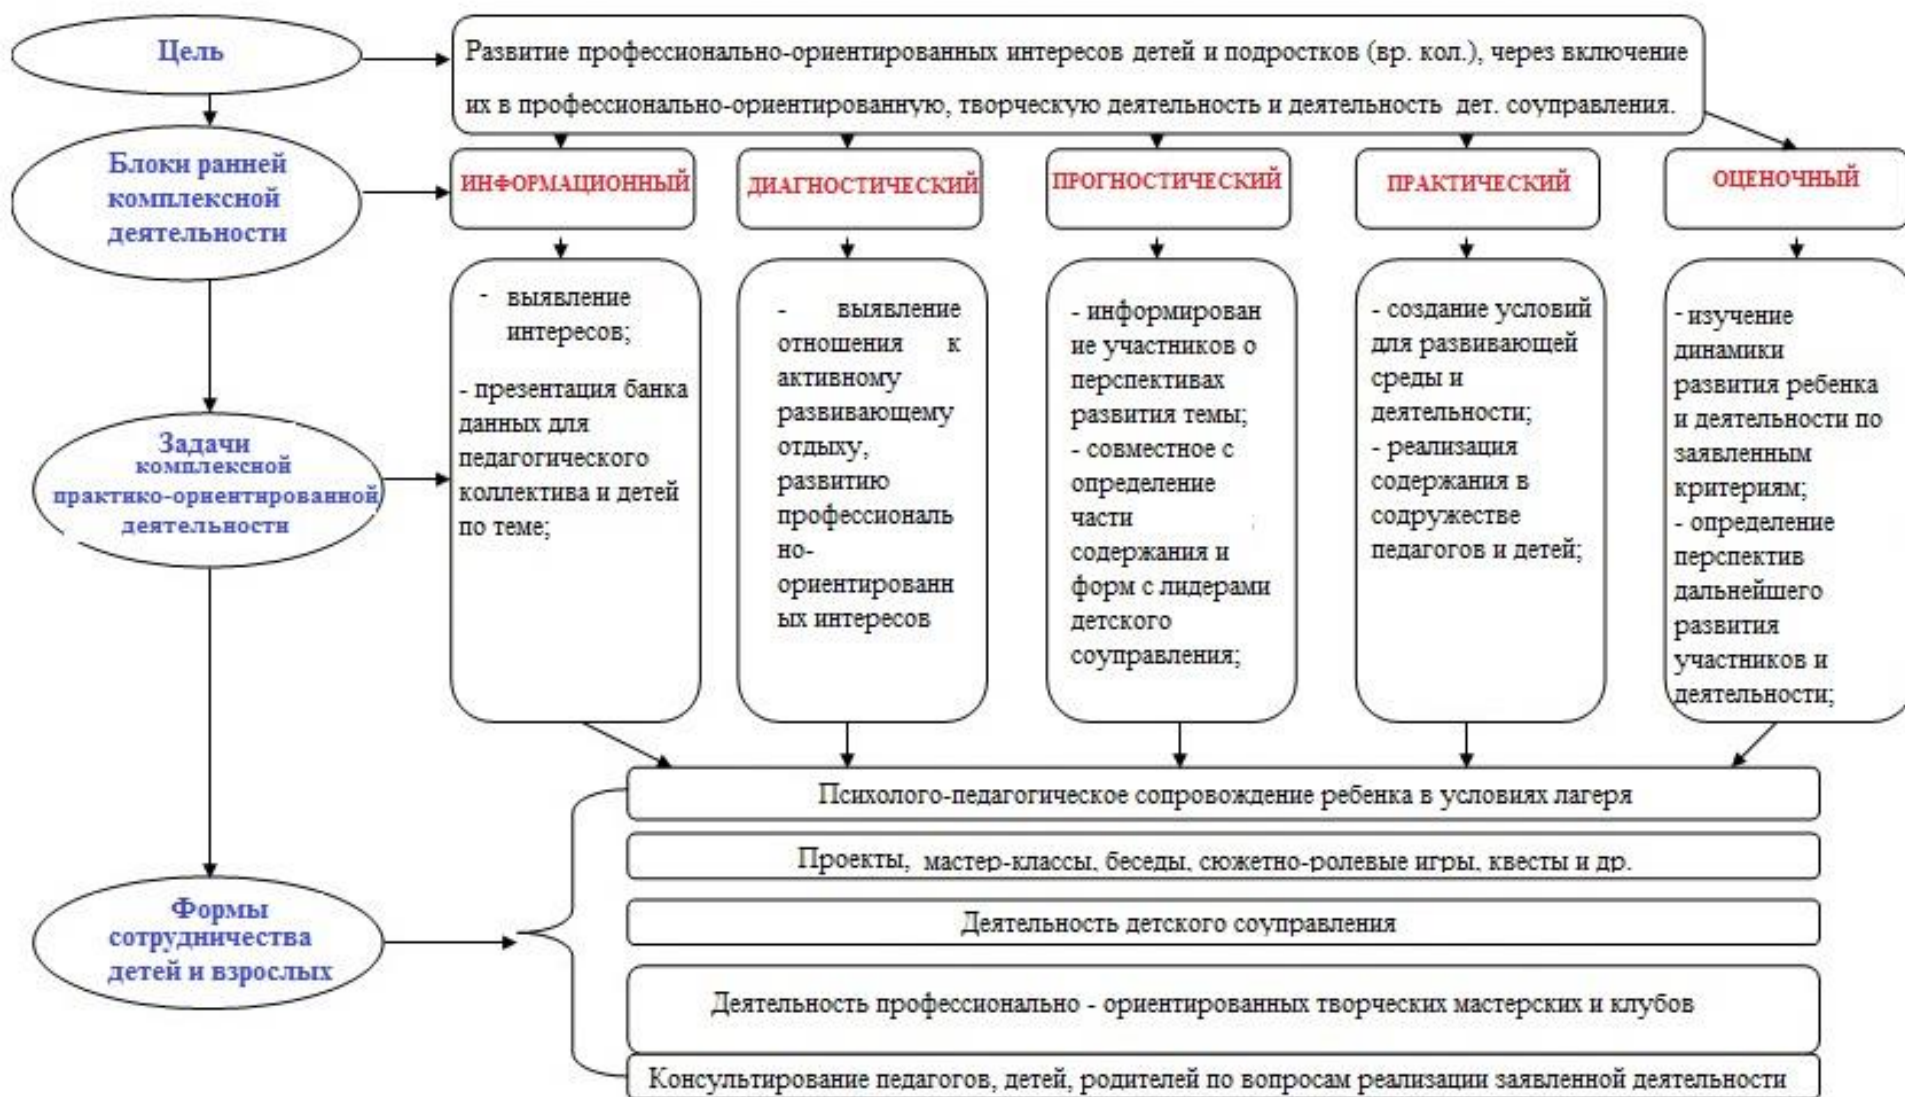 Цель
Развитие профессионально-ориентированных интересов детей и подростков (вр. кол.), через включение
их в профессионально-ориентированную, творческую деятельность и деятельность дет. соуправления.
Блоки ранней
комплексной
деятельности
ИНФОРМАЦИОННЫЙ
ДИАГНОСТИЧЕСКИЙ
ПРОГНОСТИЧЕСКИЙ
ПРАКТИЧЕСКИЙ
ОЦЕНОЧНЫЙ
Задачи
комплексной
практико-ориентированной
деятельности
- выявление
интересов;
- презентация банка
данных для
педагогического
коллектива и детей
по теме;
- выявление
отношения к
активному
развивающему
отдыху,
развитию
профессиональ
но-
ориентированн
ых интересов
- информирован
ие участников о
перспективах
развития темы;
- совместное с
определение
части ;
содержания и
форм с лидерами
детского
соуправления;
- создание условий
для развивающей
среды и
деятельности;
- реализация
содержания в
содружестве
педагогов и детей;
- изучение
динамики
развития ребенка
и деятельности по
заявленным
критериям;
- определение
перспектив
дальнейшего
развития
участников и
деятельности;
Формы
сотрудничества
детей и взрослых
Психолого-педагогическое сопровождение ребенка в условиях лагеря
Проекты, мастер-классы, беседы, сюжетно-ролевые игры, квесты и др.
Деятельность детского соуправления
Деятельность профессионально - ориентированных творческих мастерских и клубов
Консультирование педагогов, детей, родителей по вопросам реализации заявленной деятельности